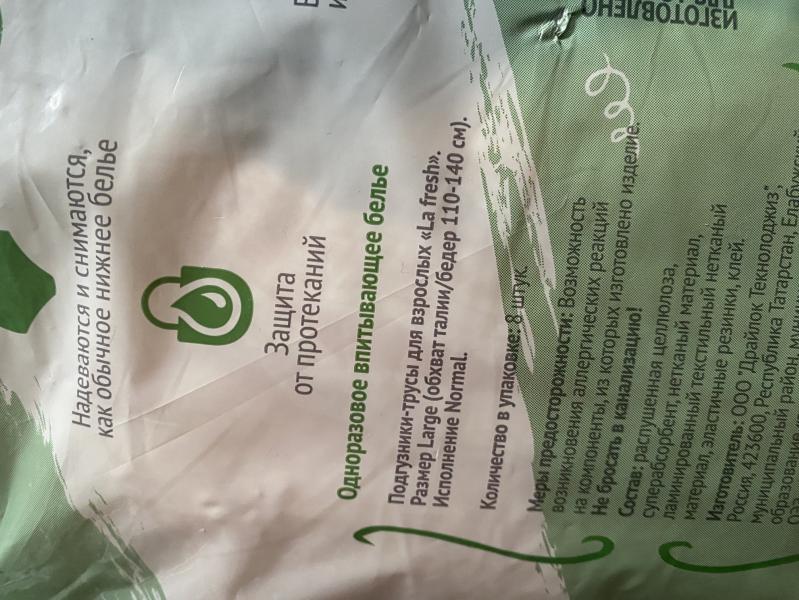 Надеваются и снимаются,
как обычное нижнее белье
Защита
от протеканий
Одноразовое впитывающее белье
Подгузники-трусы для взрослых «La fresh».
Размер Large (обхват талии/бедер 110-140 см).
Исполнение Normal.
Количество в упаковке: 8 штук
Меры предосторожности: Возможность
возникновения аллергических реакций
на компоненты, из которых изготовлено изделие.
Не бросать в канализацию!
Состав: распушенная целлюлоза,
суперабсорбент, нетканый материал,
ламинированный текстильный нетканый
материал, эластичные резинки, клей.
Изготовитель: ООО "Драйлок Технолоджиз",
Россия, 423600, Республика Татарстан, Елабужский
муниципальный район,
образование
ИЗГОТОВЛЕНО